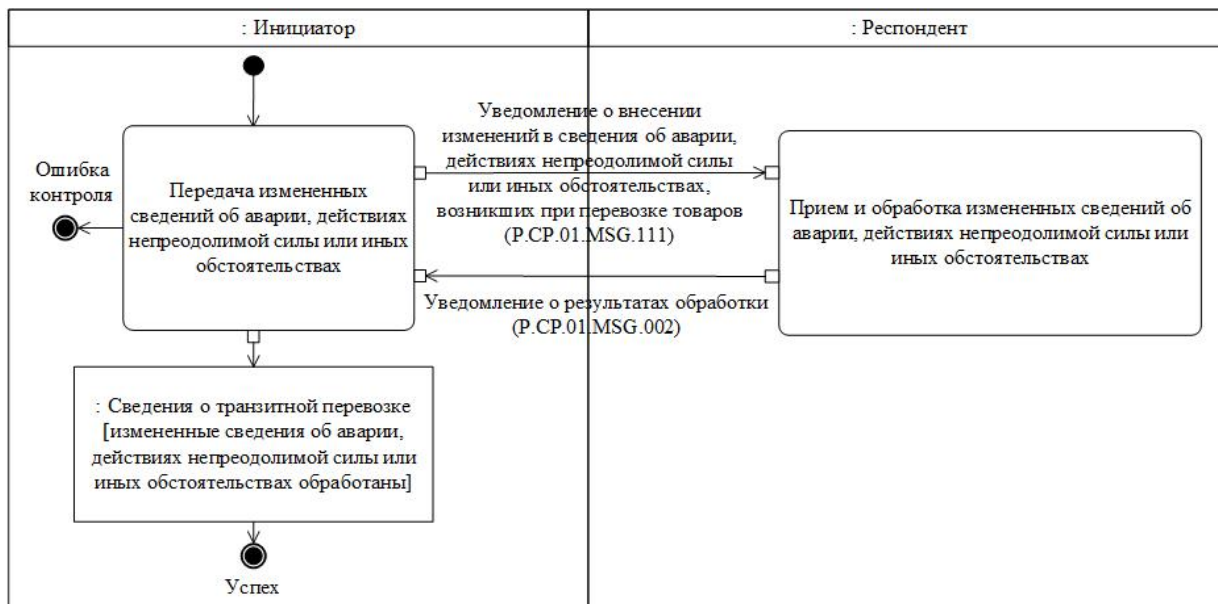 : Инициатор
: Респондент
Уведомление о внесении
изменений в сведения об аварии,
действиях непреодолимой силы
или иных обстоятельствах,
возникших при перевозке товаров
(P.CP.01.MSG.111)
Ошибка
контроля
Передача измененных
сведений об аварии, действиях
непреодолимой силы или иных
обстоятельствах
Прием и обработка измененных сведений об
аварии, действиях непреодолимой силы или
иных обстоятельствах
Уведомление о результатах обработки
(P.CP.01.MSG.002)
: Сведения о транзитной перевозке
[измененные сведения об аварии,
действиях непреодолимой силы или
иных обстоятельствах обработаны]
Успех